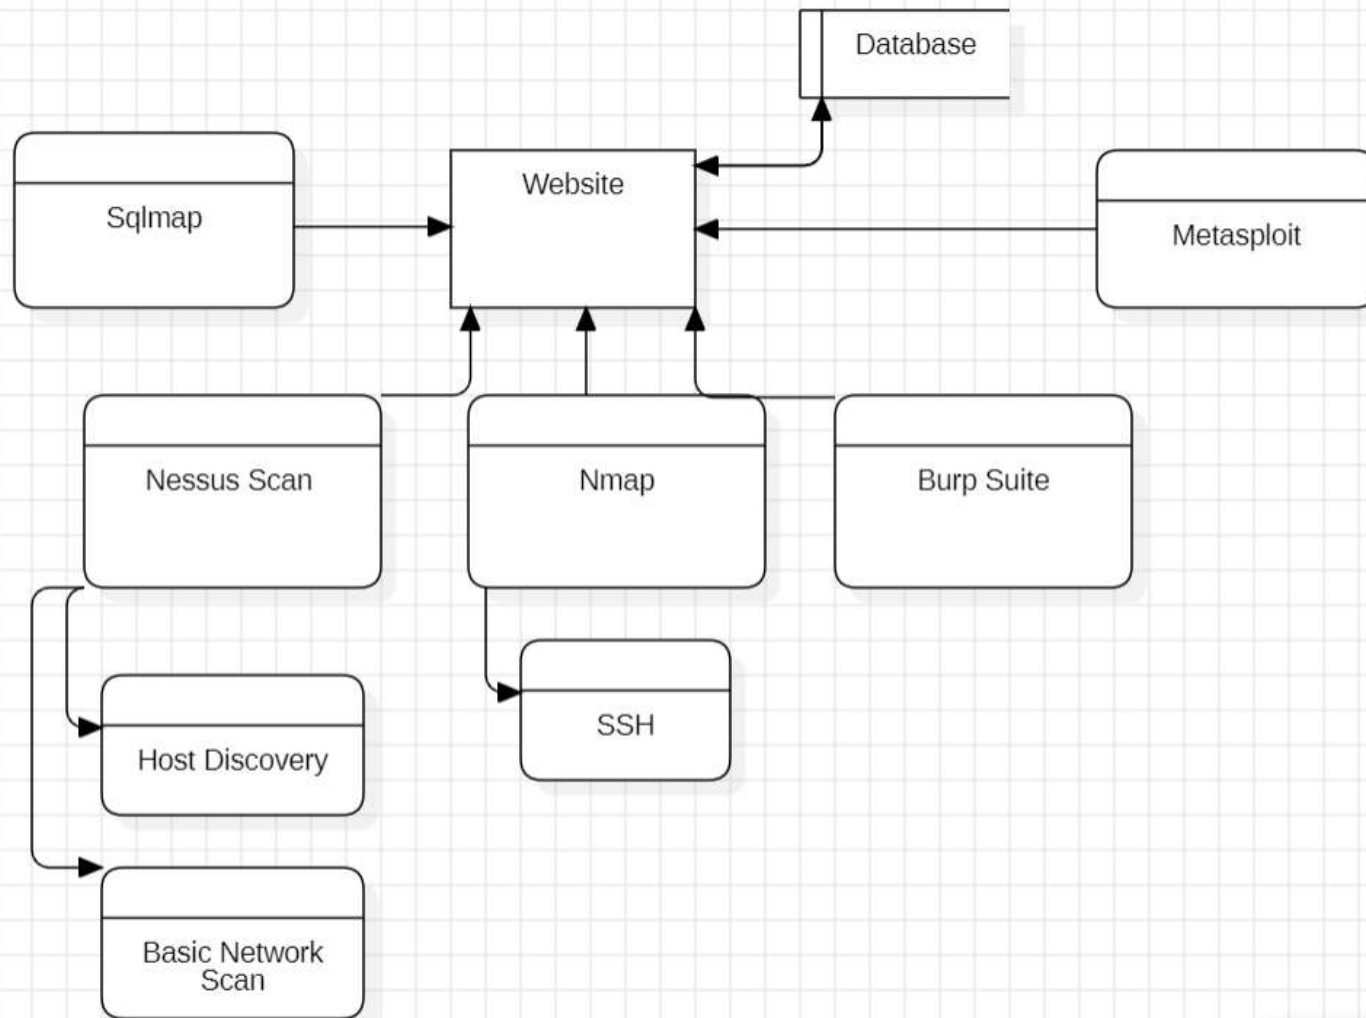 Database
Website
Sqlmap
Metasploit
Nessus Scan
Nmap
Burp Suite
SSH
Host Discovery
Basic Network
Scan